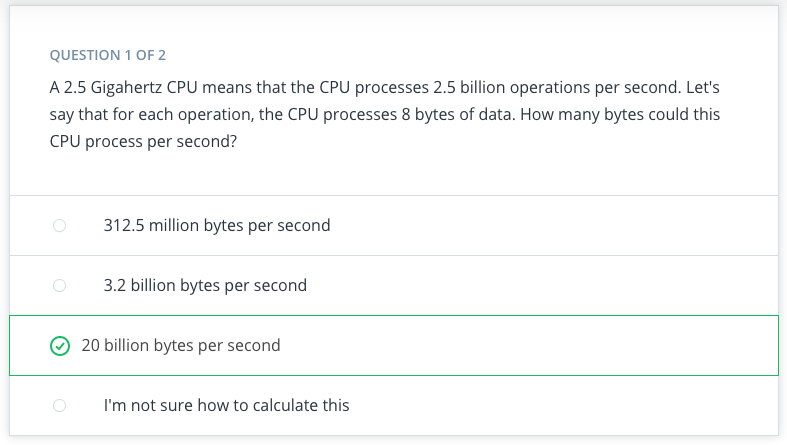 QUESTION 1 OF 2
A 2.5 Gigahertz CPU means that the CPU processes 2.5 billion operations per second. Let's
say that for each operation, the CPU processes 8 bytes of data. How many bytes could this
CPU process per second?
312.5 million bytes per second
3.2 billion bytes per second
20 billion bytes per second
I'm not sure how to calculate this